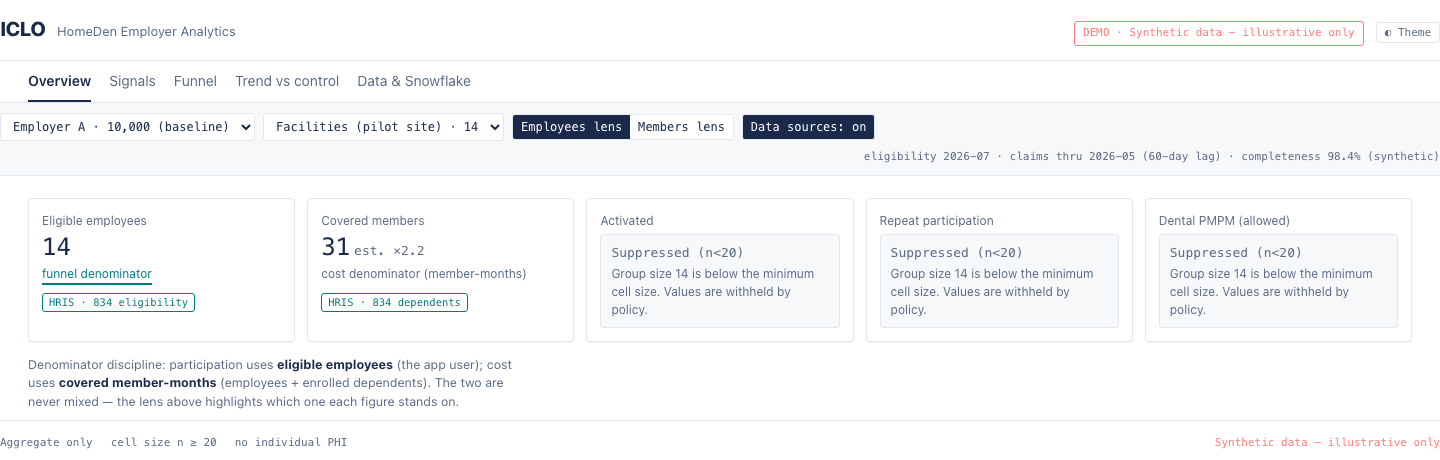 ICLO HomeDen Employer Analytics
DEMO · Synthetic data — illustrative only
◐ Theme
Overview Signals Funnel Trend vs control Data & Snowflake
Employer A · 10,000 (baseline)
Facilities (pilot site) · 14
Employees lens Members lens
Data sources: on
eligibility 2026-07 · claims thru 2026-05 (60-day lag) · completeness 98.4% (synthetic)
Eligible employees
14
funnel denominator
HRIS · 834 eligibility
Covered members
31 est. ×2.2
cost denominator (member-months)
HRIS · 834 dependents
Activated
Suppressed (n<20)
Group size 14 is below the minimum
cell size. Values are withheld by
policy.
Repeat participation
Suppressed (n<20)
Group size 14 is below the minimum
cell size. Values are withheld by
policy.
Dental PMPM (allowed)
Suppressed (n<20)
Group size 14 is below the minimum
cell size. Values are withheld by
policy.
Denominator discipline: participation uses eligible employees (the app user); cost
uses covered member-months (employees + enrolled dependents). The two are
never mixed — the lens above highlights which one each figure stands on.
Aggregate only cell size n ≥ 20 no individual PHI
Synthetic data — illustrative only